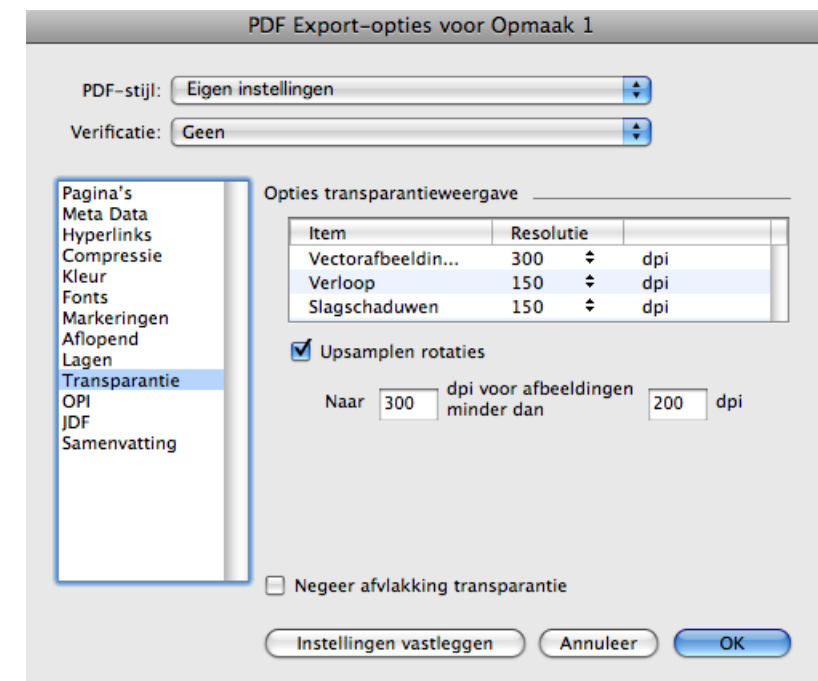 PDF Export-opties voor Opmaak 1
PDF-stijl: Eigen instellingen
Verificatie: Geen
Pagina's
Meta Data
Hyperlinks
Compressie
Kleur
Fonts
Markeringen
Aflopend
Lagen
Transparantie
OPI
JDF
Samenvatting
Opties transparantieweergave
Item Resolutie
Vectorafbeeldin... 300 dpi
Verloop 150 dpi
Slagschaduwen 150 dpi
Upsamplen rotaties
Naar 300 dpi voor afbeeldingen minder dan 200 dpi
Negeer afvlakking transparantie
Instellingen vastleggen Annuleer OK